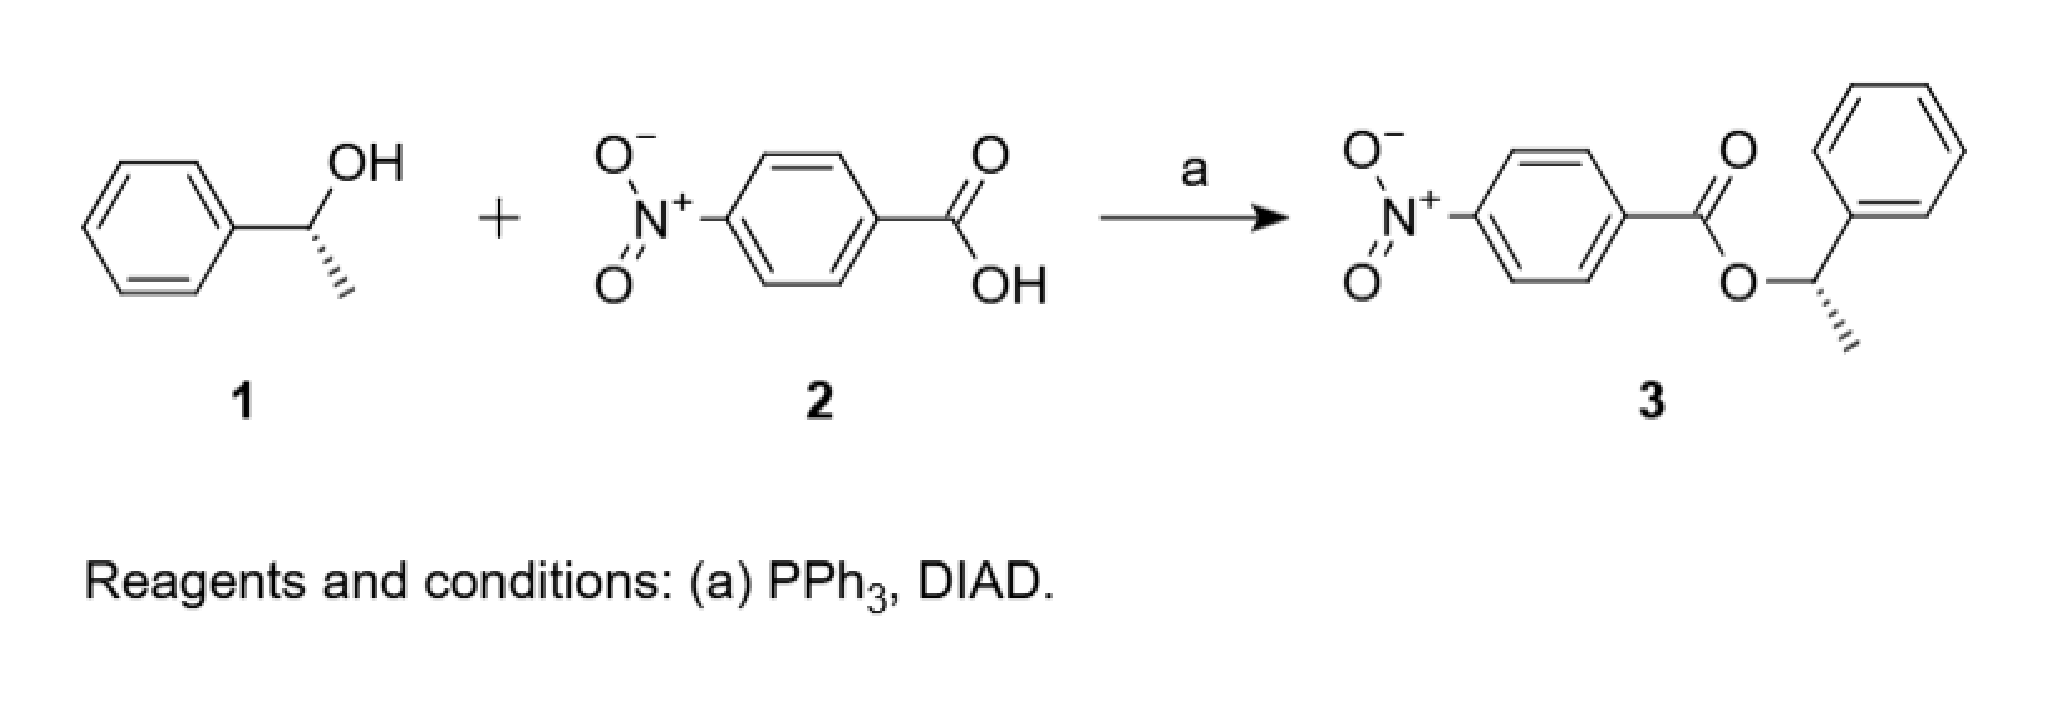 OH
+
O⁻
N⁺
O
O
OH
a
O⁻
N⁺
O
O
O
1
2
3
Reagents and conditions: (a) PPh₃, DIAD.